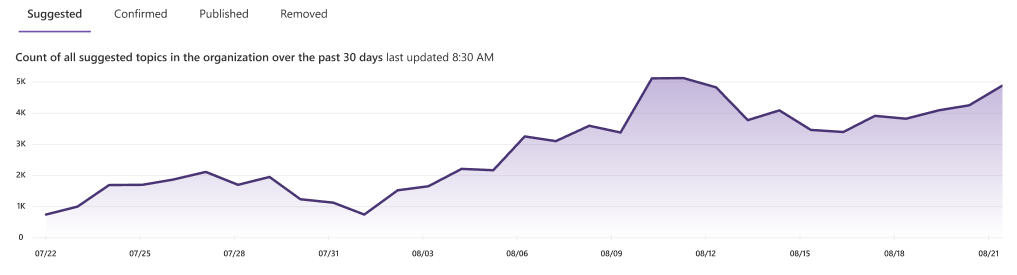 Suggested Confirmed Published Removed
Count of all suggested topics in the organization over the past 30 days last updated 8:30 AM
5K
4K
3K
2K
1K
0
07/22 07/25 07/28 07/31 08/03 08/06 08/09 08/12 08/15 08/18 08/21